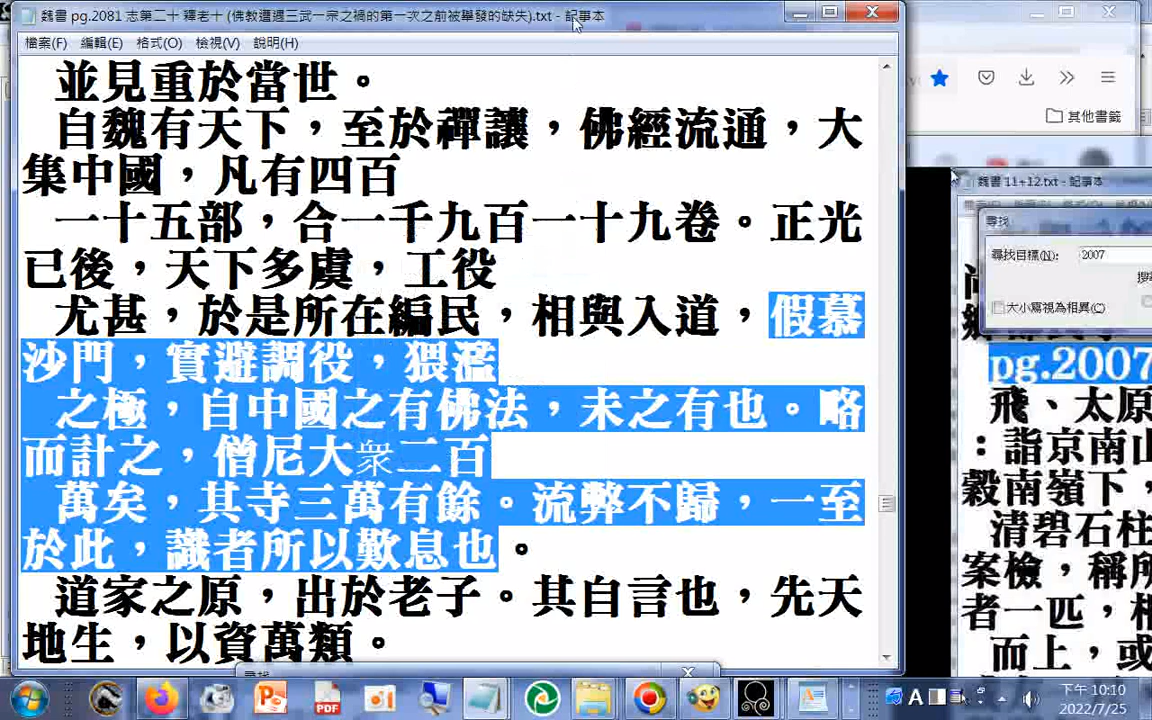 魏書 pg.2081 志第二十 釋老十 (佛教遭遇三武一宗之禍的第一次之前被舉發的缺失).txt - 記事本
檔案(F) 編輯(E) 格式(O) 檢視(V) 說明(H)
並見重於當世。
自魏有天下，至於禪讓，佛經流通，大
集中國，凡有四百
一十五部，合一千九百一十九卷。正光
已後，天下多虞，工役
尤甚，於是所在編民，相與入道，假慕
沙門，實避調役，猥濫
之極，自中國之有佛法，未之有也。略
而計之，僧尼大衆二百
萬矣，其寺三萬有餘。流弊不歸，一至
於此，識者所以歎息也。
道家之原，出於老子。其自言也，先天
地生，以資萬類。
其他書籤
魏書 11+12.txt - 記事本
尋找
尋找目標(N): 2007
大小寫視為相異(C)
pg.2007
飛、太原
：詣京南山
穀南嶺下，
清碧石柱
案檢，稱所
者一匹，相
而上，或
PDF
下午 10:10
2022/7/25